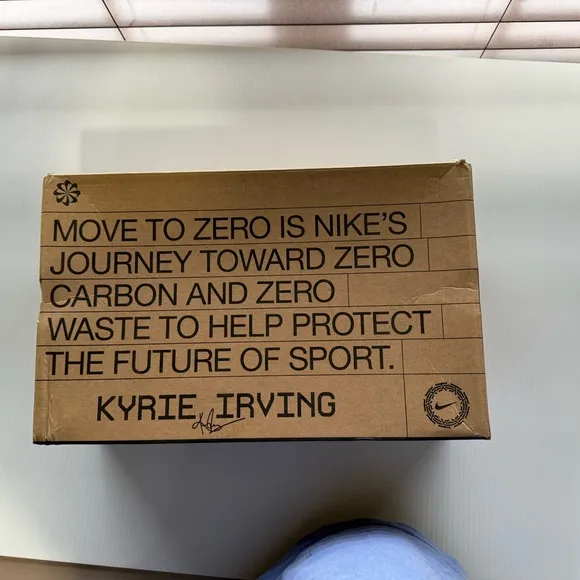 MOVE TO ZERO IS NIKE'S
JOURNEY TOWARD ZERO
CARBON AND ZERO
WASTE TO HELP PROTECT
THE FUTURE OF SPORT.
KYRIE IRVING